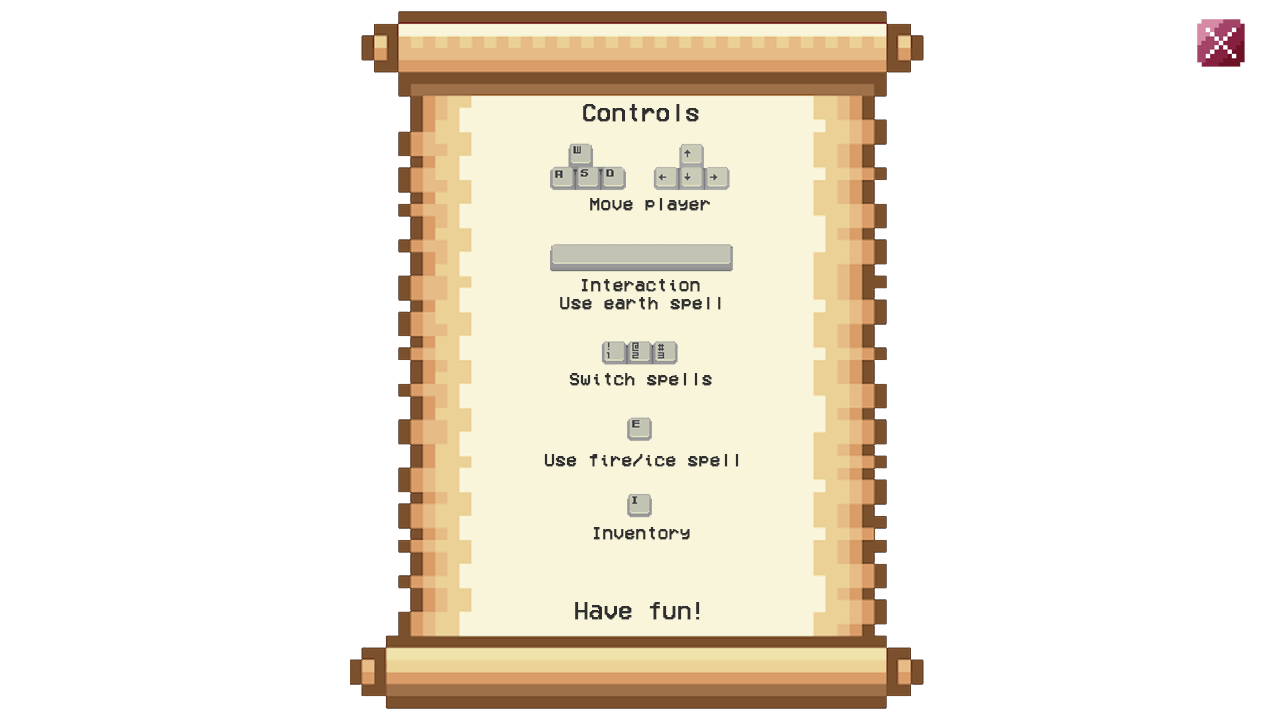 Controls
W
A S D
↑
← ↓ →
Move player
Interaction
Use earth spell
! @ #
1 2 3
Switch spells
E
Use fire/ice spell
I
Inventory
Have fun!